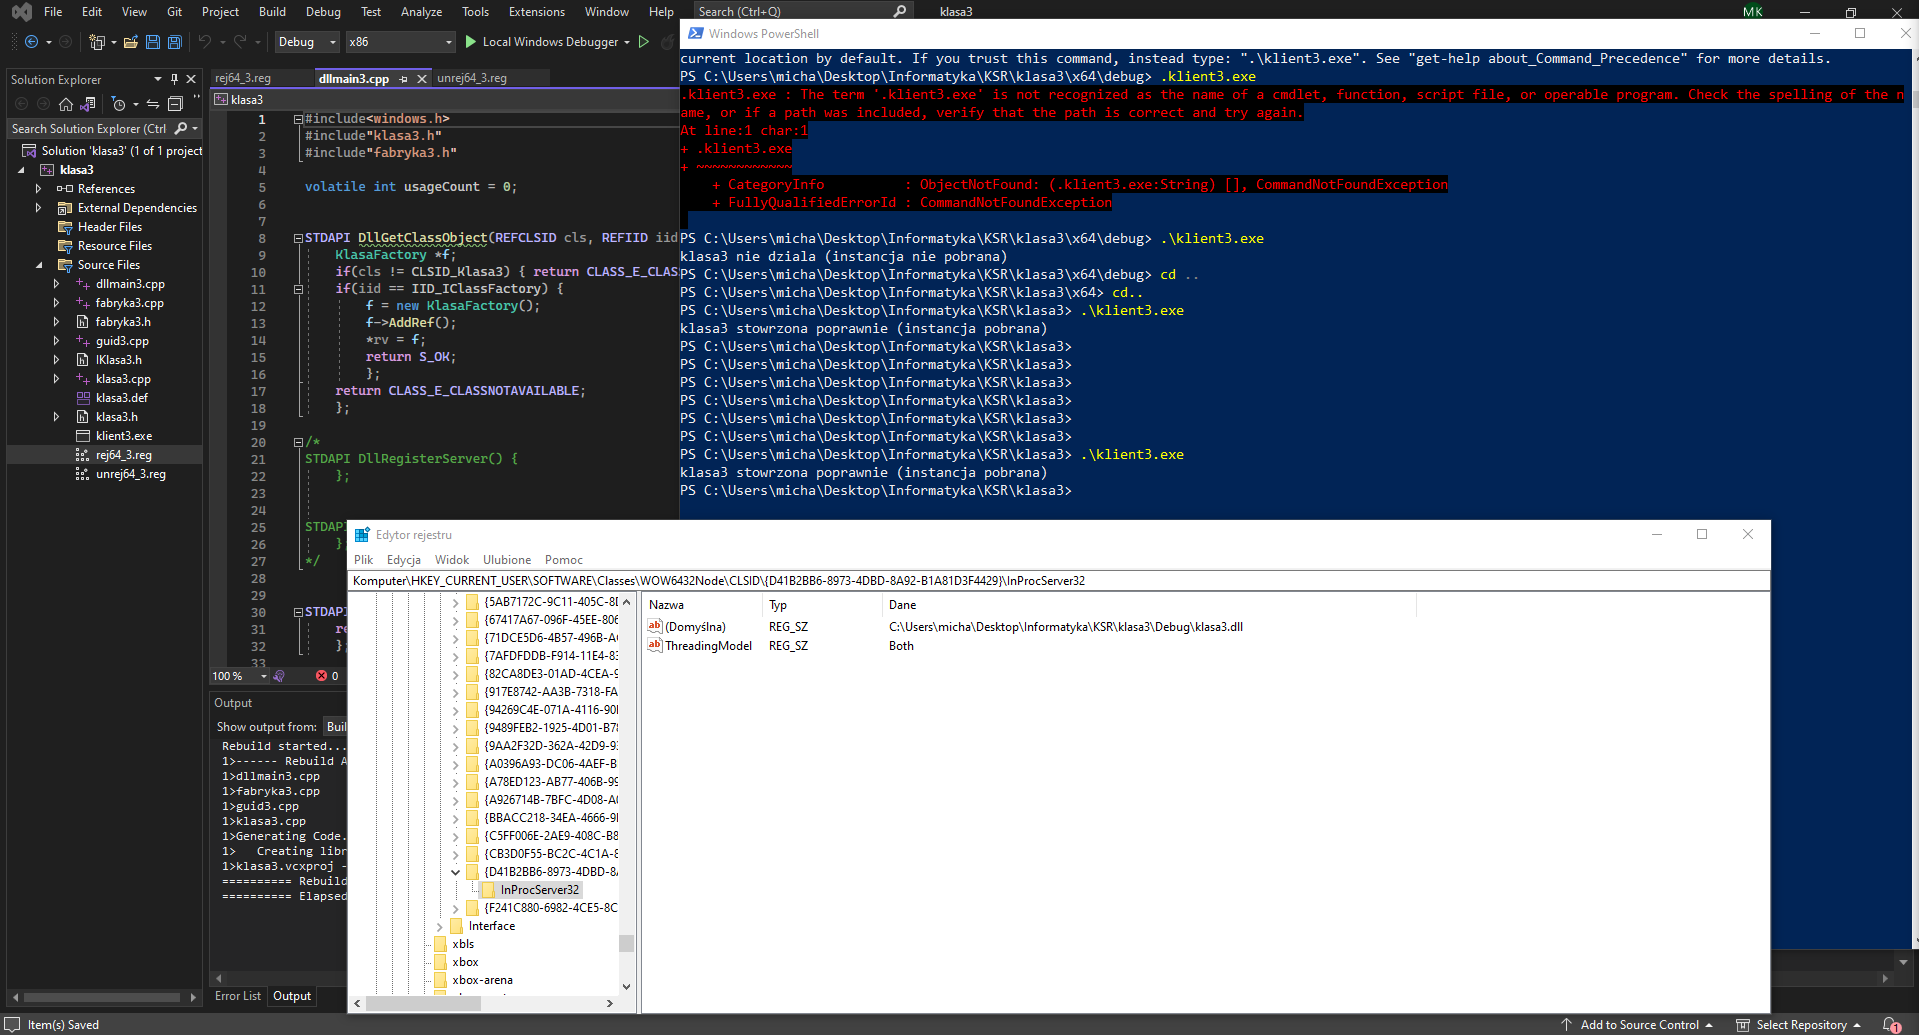 File Edit View Git Project Build Debug Test Analyze Tools Extensions Window Help Search (Ctrl+Q) klasa3 MK
Debug x86 Local Windows Debugger
Solution Explorer
Search Solution Explorer (Ctrl
Solution 'klasa3' (1 of 1 project
klasa3
References
External Dependencies
Header Files
Resource Files
Source Files
dllmain3.cpp
fabryka3.cpp
fabryka3.h
guid3.cpp
IKlasa3.h
klasa3.cpp
klasa3.def
klasa3.h
klient3.exe
rej64_3.reg
unrej64_3.reg
rej64_3.reg dllmain3.cpp unrej64_3.reg
klasa3
1 #include<windows.h>
2 #include"klasa3.h"
3 #include"fabryka3.h"
4
5 volatile int usageCount = 0;
6
7
8 STDAPI DllGetClassObject(REFCLSID cls, REFIID iid
9 KlasaFactory *f;
10 if(cls != CLSID_Klasa3) { return CLASS_E_CLAS
11 if(iid == IID_IClassFactory) {
12 f = new KlasaFactory();
13 f->AddRef();
14 *rv = f;
15 return S_OK;
16 };
17 return CLASS_E_CLASSNOTAVAILABLE;
18 };
19
20 /*
21 STDAPI DllRegisterServer() {
22 };
23
24
25 STDAPI
26 };
27 */
28
29
30 STDAPI
31 re
32 };
33
100 % 0
Output
Show output from: Buil
Rebuild started...
1>------ Rebuild A
1>dllmain3.cpp
1>fabryka3.cpp
1>guid3.cpp
1>klasa3.cpp
1>Generating Code.
1> Creating libr
1>klasa3.vcxproj -
========== Rebuild
========== Elapsed
Error List Output
Item(s) Saved
Add to Source Control Select Repository 1
Windows PowerShell
current location by default. If you trust this command, instead type: ".\klient3.exe". See "get-help about_Command_Precedence" for more details.
PS C:\Users\micha\Desktop\Informatyka\KSR\klasa3\x64\debug> .klient3.exe
.klient3.exe : The term '.klient3.exe' is not recognized as the name of a cmdlet, function, script file, or operable program. Check the spelling of the n
ame, or if a path was included, verify that the path is correct and try again.
At line:1 char:1
+ .klient3.exe
+ ~~~~~~~~~~~~
+ CategoryInfo : ObjectNotFound: (.klient3.exe:String) [], CommandNotFoundException
+ FullyQualifiedErrorId : CommandNotFoundException
PS C:\Users\micha\Desktop\Informatyka\KSR\klasa3\x64\debug> .\klient3.exe
klasa3 nie dziala (instancja nie pobrana)
PS C:\Users\micha\Desktop\Informatyka\KSR\klasa3\x64\debug> cd ..
PS C:\Users\micha\Desktop\Informatyka\KSR\klasa3\x64> cd..
PS C:\Users\micha\Desktop\Informatyka\KSR\klasa3> .\klient3.exe
klasa3 stowrzona poprawnie (instancja pobrana)
PS C:\Users\micha\Desktop\Informatyka\KSR\klasa3>
PS C:\Users\micha\Desktop\Informatyka\KSR\klasa3>
PS C:\Users\micha\Desktop\Informatyka\KSR\klasa3>
PS C:\Users\micha\Desktop\Informatyka\KSR\klasa3>
PS C:\Users\micha\Desktop\Informatyka\KSR\klasa3>
PS C:\Users\micha\Desktop\Informatyka\KSR\klasa3>
PS C:\Users\micha\Desktop\Informatyka\KSR\klasa3> .\klient3.exe
klasa3 stowrzona poprawnie (instancja pobrana)
PS C:\Users\micha\Desktop\Informatyka\KSR\klasa3>
Edytor rejestru
Plik Edycja Widok Ulubione Pomoc
Komputer\HKEY_CURRENT_USER\SOFTWARE\Classes\WOW6432Node\CLSID\{D41B2BB6-8973-4DBD-8A92-B1A81D3F4429}\InProcServer32
{5AB7172C-9C11-405C-8D
{67417A67-096F-45EE-806
{71DCE5D6-4B57-496B-AC
{7AFDFDDB-F914-11E4-83
{82CA8DE3-01AD-4CEA-9
{917E8742-AA3B-7318-FA
{94269C4E-071A-4116-90
{9489FEB2-1925-4D01-B78
{9AA2F32D-362A-42D9-93
{A0396A93-DC06-4AEF-B
{A78ED123-AB77-406B-99
{A926714B-7BFC-4D08-A0
{BBACC218-34EA-4666-9
{C5FF006E-2AE9-408C-B8
{CB3D0F55-BC2C-4C1A-8
{D41B2BB6-8973-4DBD-8A
InProcServer32
{F241C880-6982-4CE5-8C
Interface
xbls
xbox
xbox-arena
Nazwa Typ Dane
(Domyślna) REG_SZ C:\Users\micha\Desktop\Informatyka\KSR\klasa3\Debug\klasa3.dll
ThreadingModel REG_SZ Both